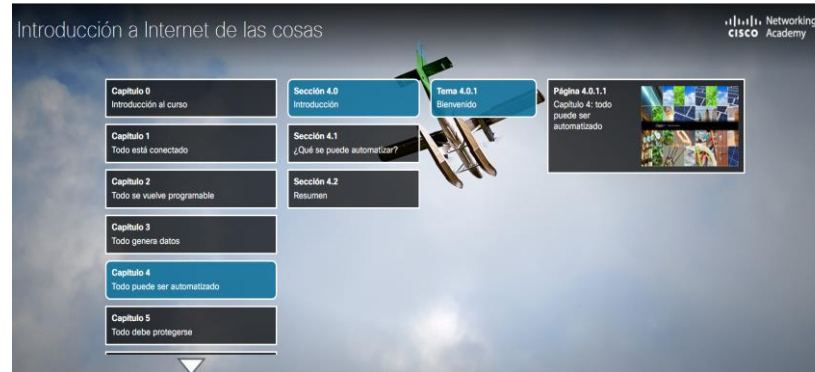 Introducción a Internet de las cosas
CISCO Networking Academy
Capítulo 0
Introducción al curso
Capítulo 1
Todo está conectado
Capítulo 2
Todo se vuelve programable
Capítulo 3
Todo genera datos
Capítulo 4
Todo puede ser automatizado
Capítulo 5
Todo debe protegerse
Sección 4.0
Introducción
Sección 4.1
¿Qué se puede automatizar?
Sección 4.2
Resumen
Tema 4.0.1
Bienvenido
Página 4.0.1.1
Capítulo 4: todo
puede ser
automatizado